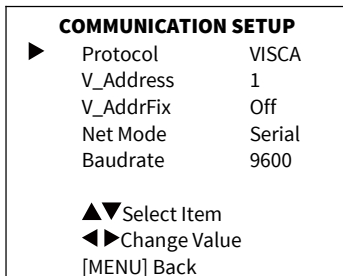 COMMUNICATION SETUP
▶ Protocol VISCA
V_Address 1
V_AddrFix Off
Net Mode Serial
Baudrate 9600
▲▼Select Item
◀▶Change Value
[MENU] Back